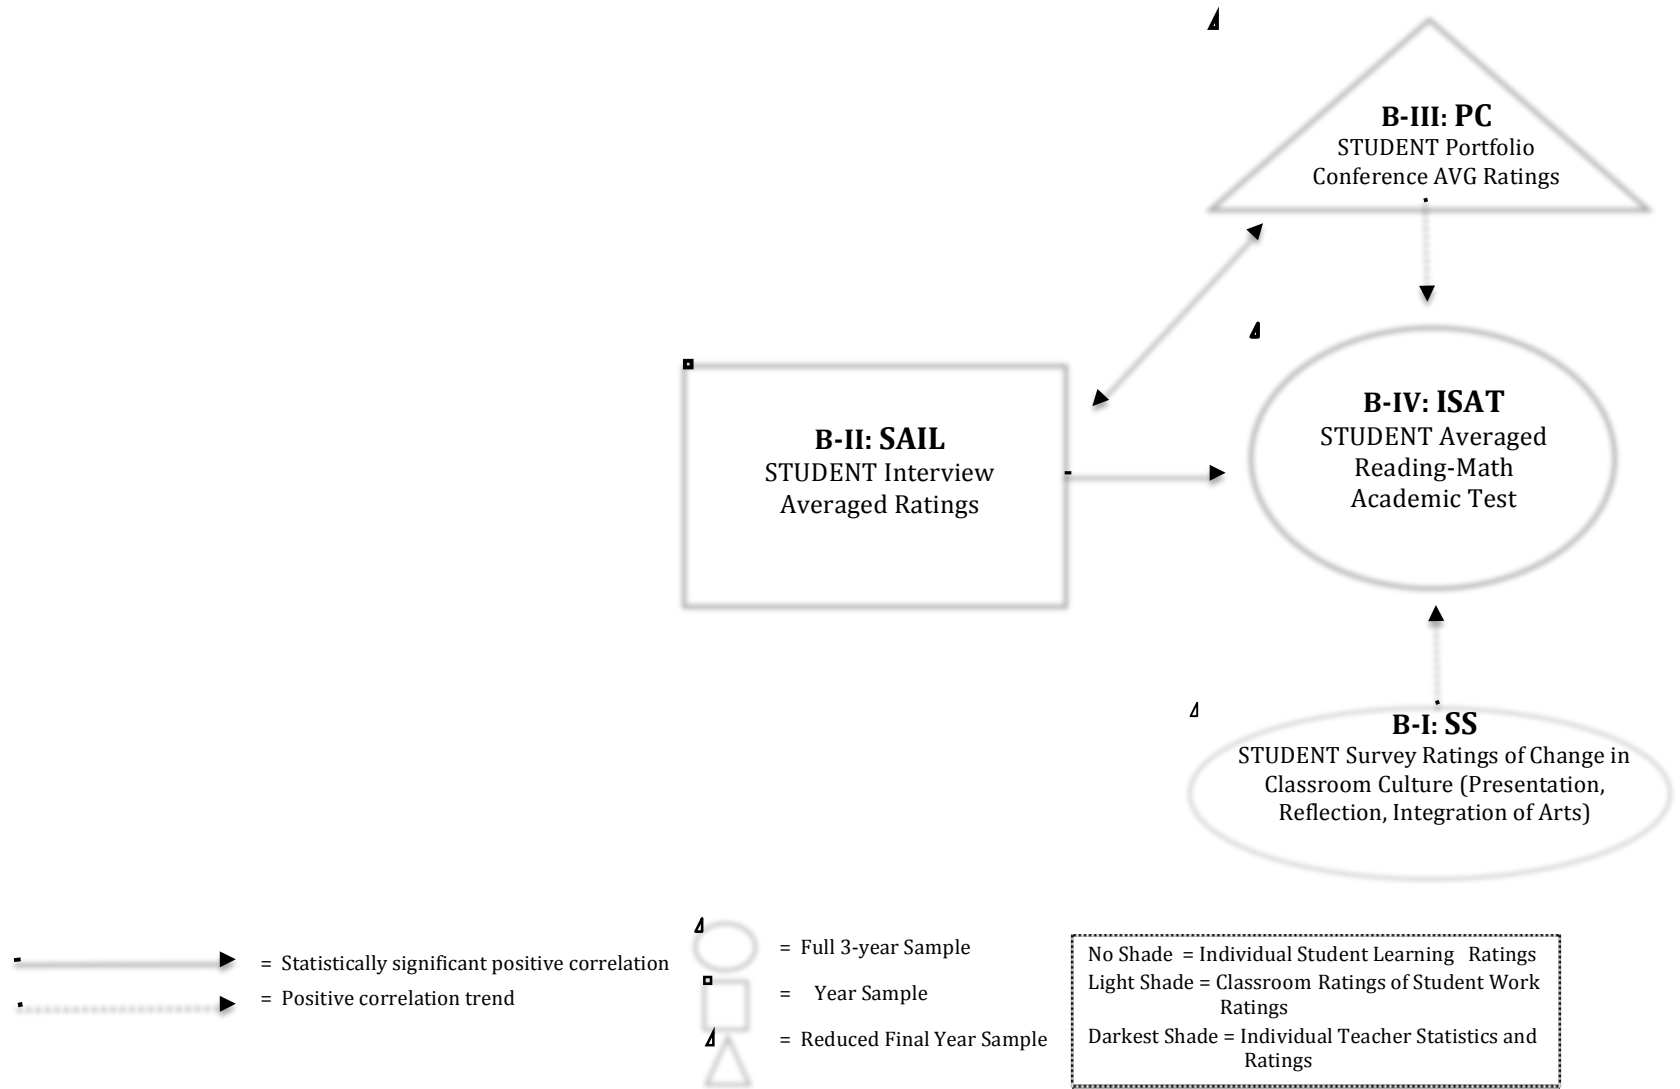 B-III: PC
STUDENT Portfolio
Conference AVG Ratings
B-IV: ISAT
STUDENT Averaged
Reading-Math
Academic Test
B-II: SAIL
STUDENT Interview
Averaged Ratings
B-I: SS
STUDENT Survey Ratings of Change in
Classroom Culture (Presentation,
Reflection, Integration of Arts)
= Statistically significant positive correlation
= Positive correlation trend
= Full 3-year Sample
= Year Sample
= Reduced Final Year Sample
No Shade = Individual Student Learning Ratings
Light Shade = Classroom Ratings of Student Work
Ratings
Darkest Shade = Individual Teacher Statistics and
Ratings